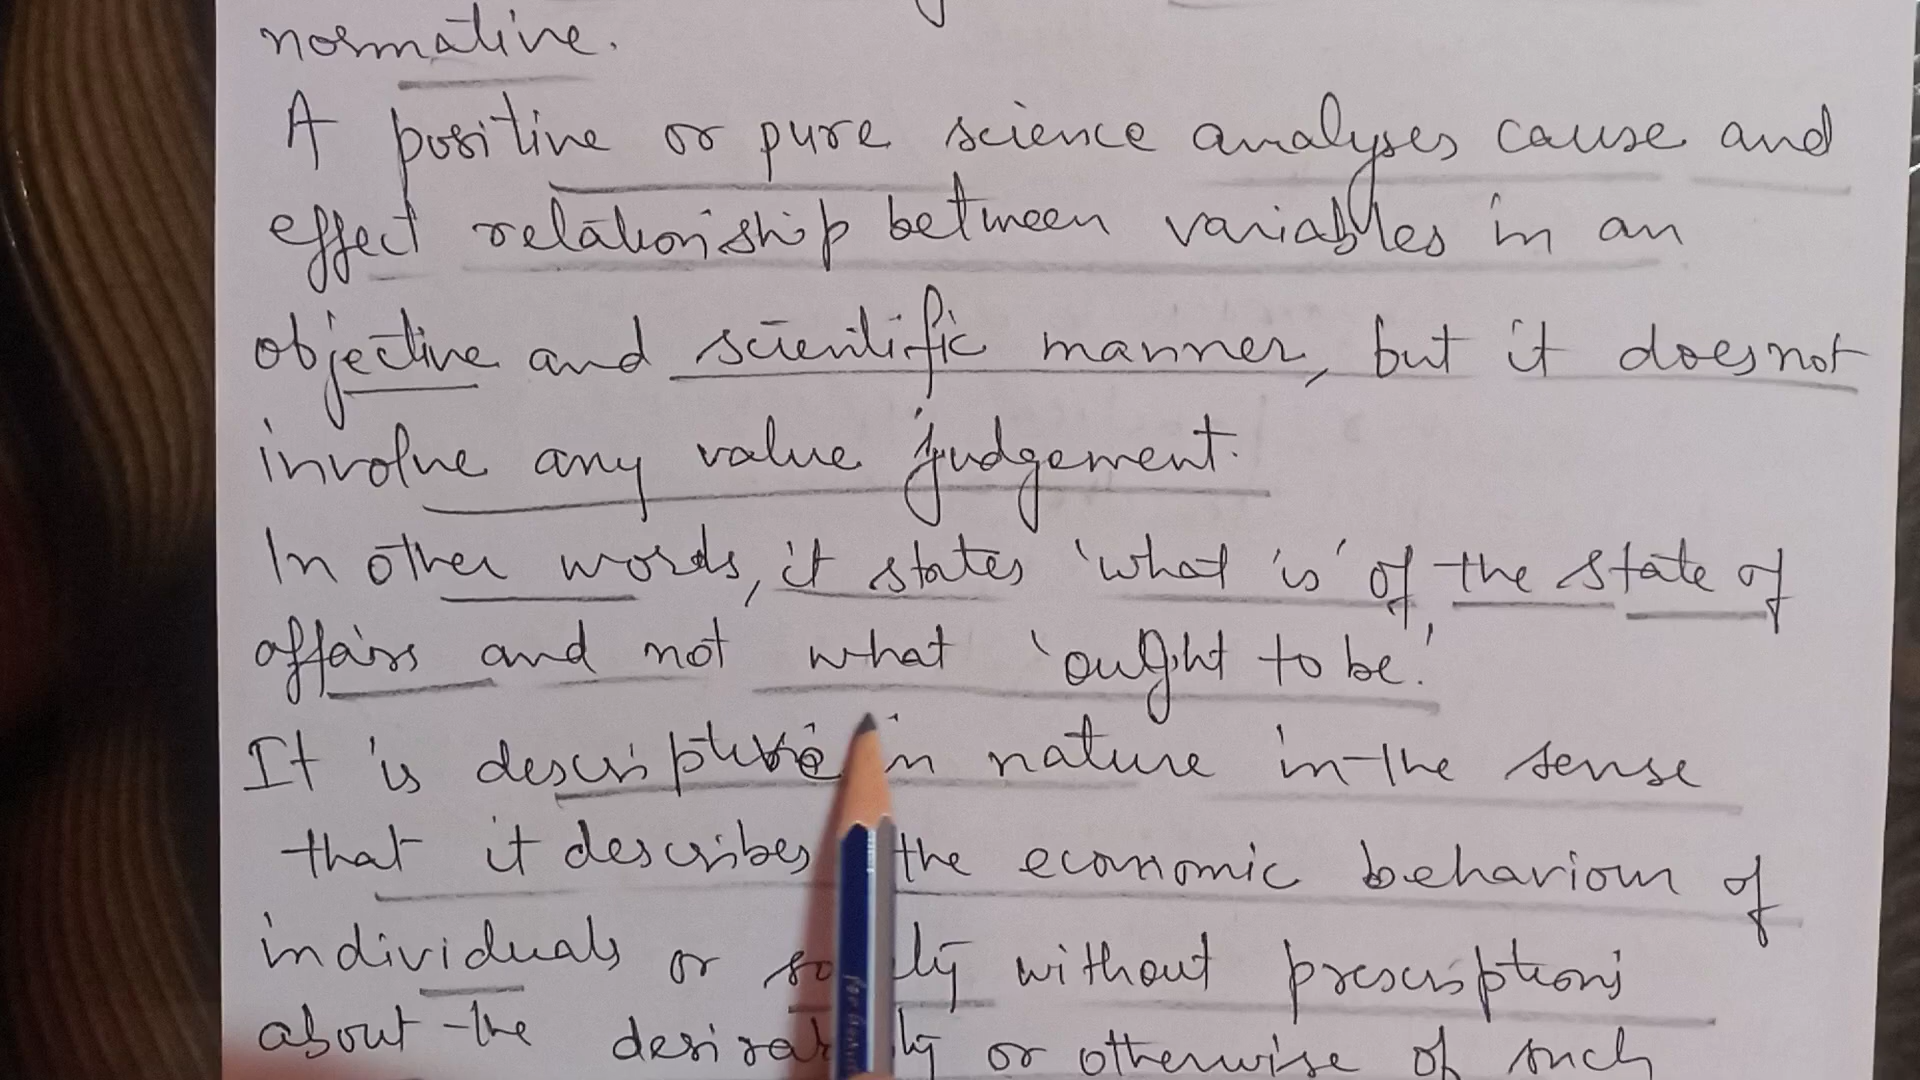 normative.
A positive or pure science analyses cause and
effect relationship between variables in an
objective and scientific manner, but it does not
involve any value judgement.
In other words, it states 'what is' of the state of
affairs and not what 'ought to be.'
It is descriptive in nature in the sense
that it describes the economic behaviour of
individuals or without prescriptions
about the or otherwise of such